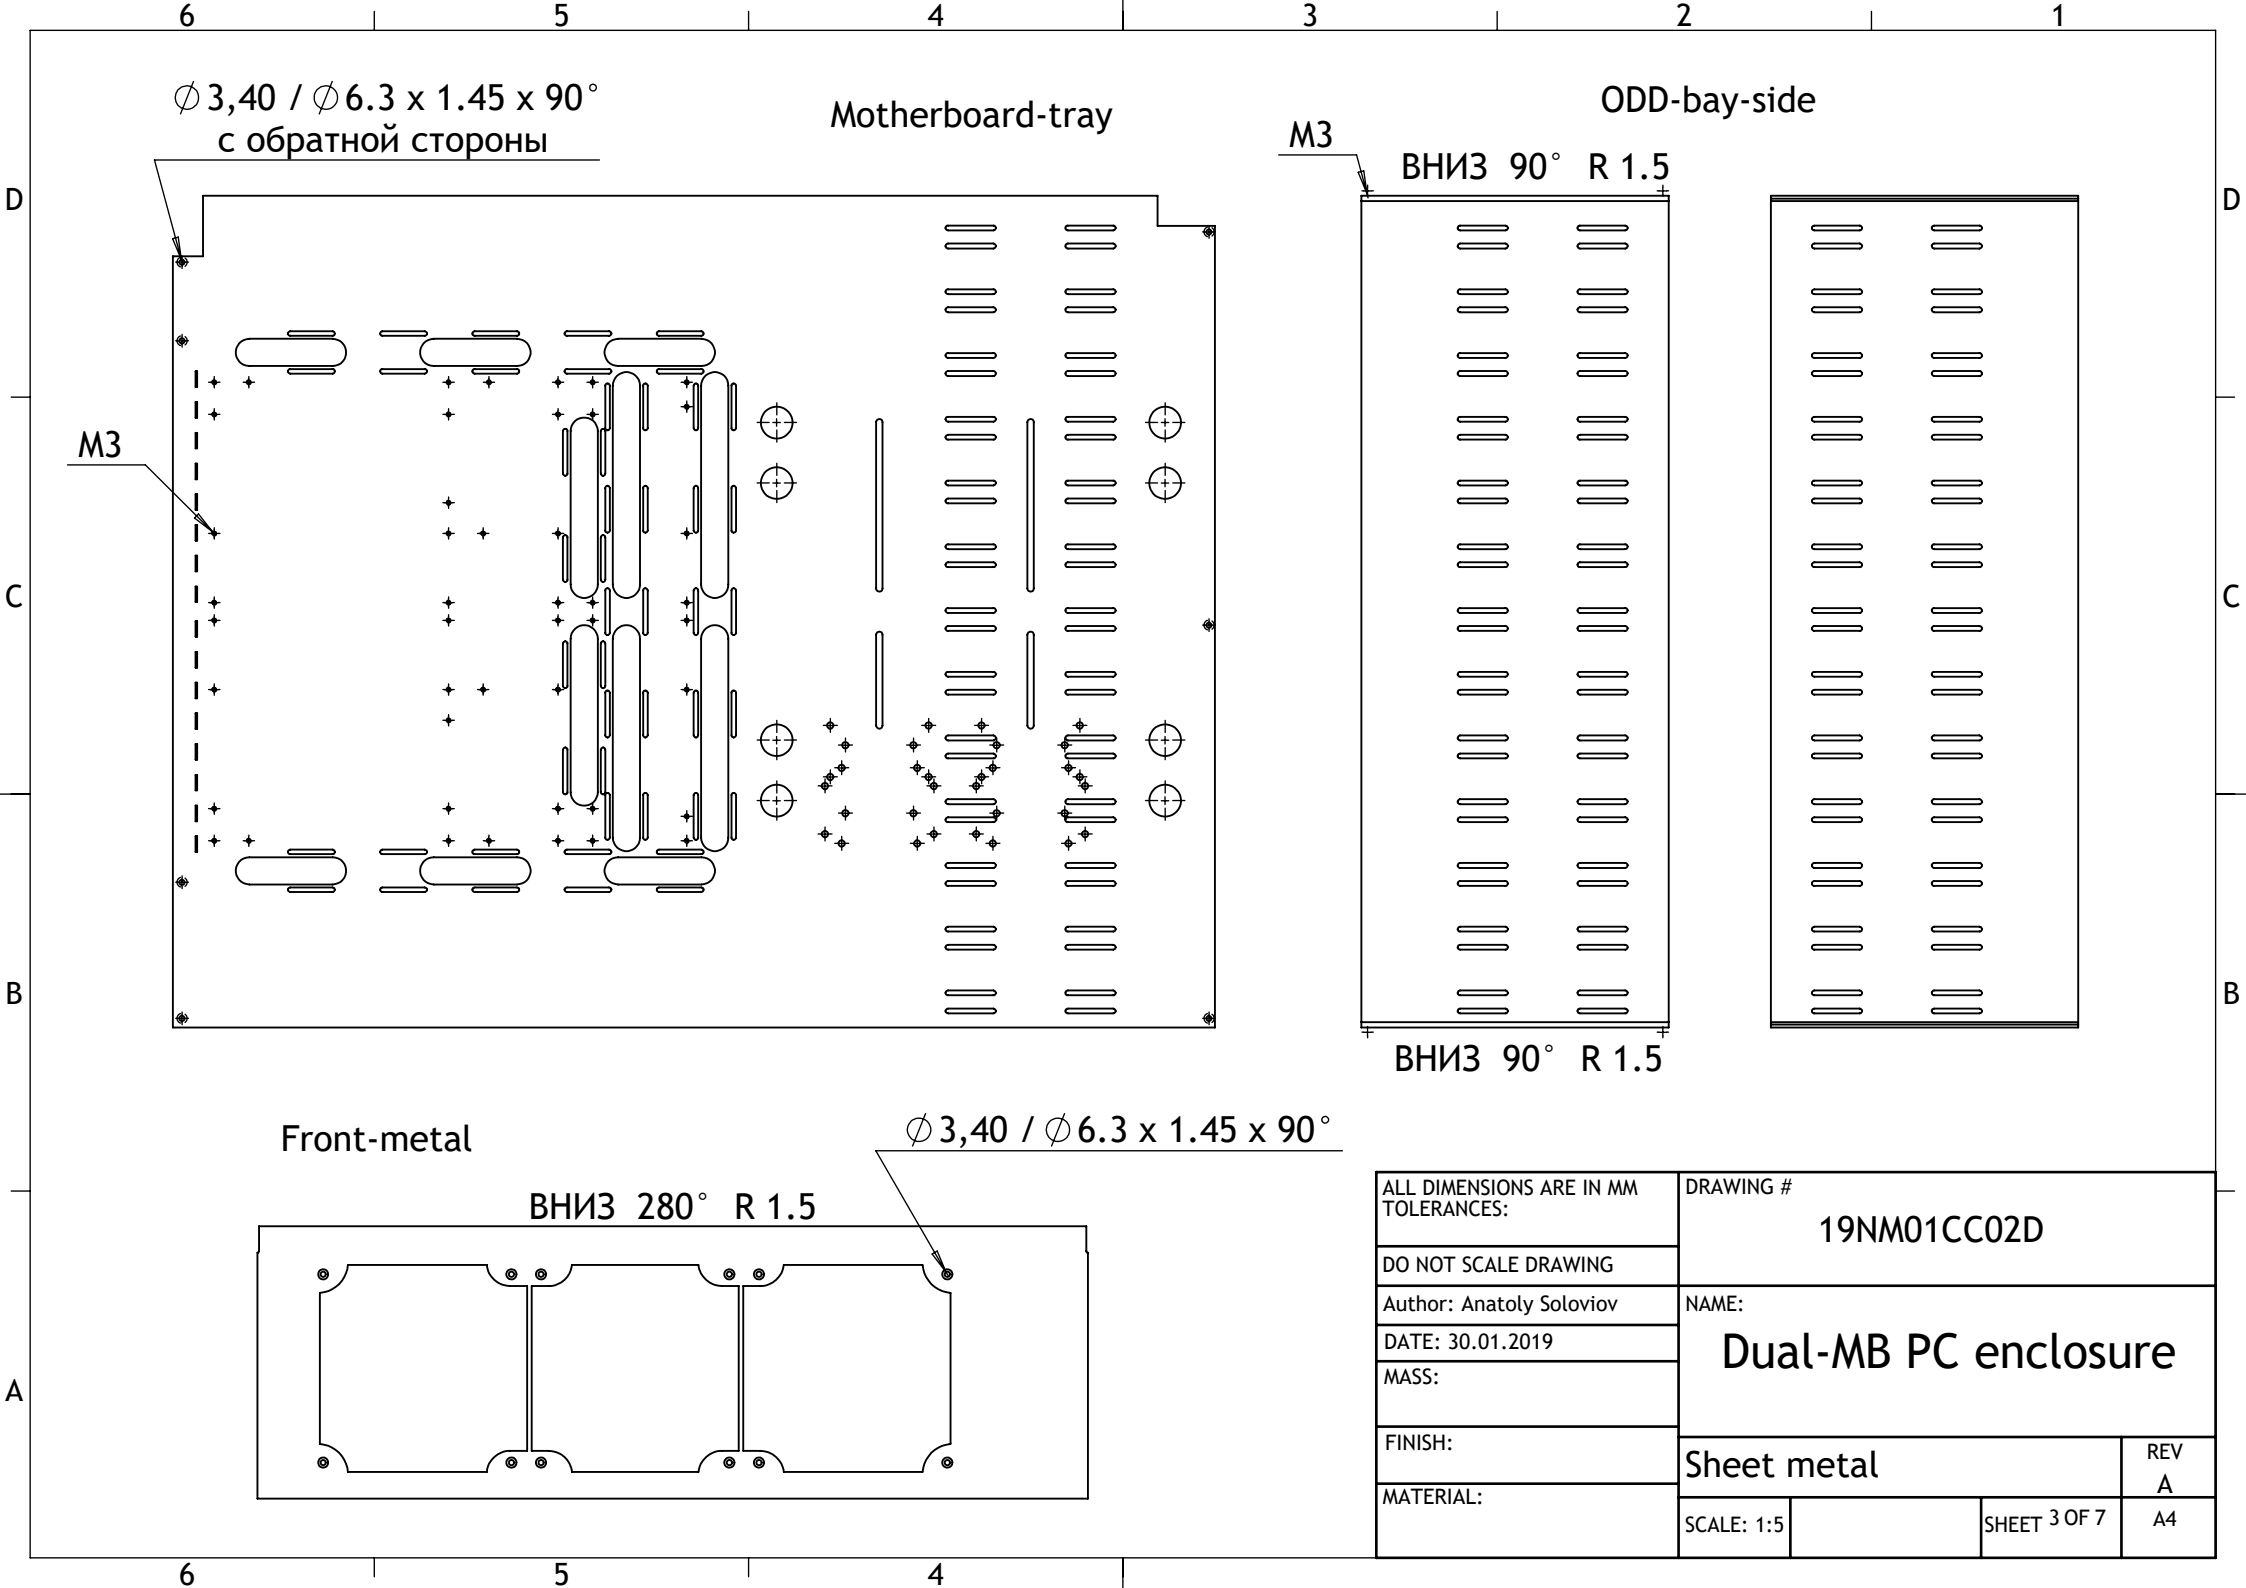 6 5 4 3 2 1
⌀3,40 / ⌀6.3 x 1.45 x 90°
с обратной стороны
Motherboard-tray
ODD-bay-side
M3
ВНИЗ 90° R 1.5
D
D
M3
C
C
B
B
ВНИЗ 90° R 1.5
Front-metal
⌀3,40 / ⌀6.3 x 1.45 x 90°
ВНИЗ 280° R 1.5
A
ALL DIMENSIONS ARE IN MM
TOLERANCES:
DO NOT SCALE DRAWING
Author: Anatoly Soloviov
DATE: 30.01.2019
MASS:
FINISH:
MATERIAL:
DRAWING #
19NM01CC02D
NAME:
Dual-MB PC enclosure
Sheet metal
REV
A
SCALE: 1:5
SHEET 3 OF 7
A4
6 5 4